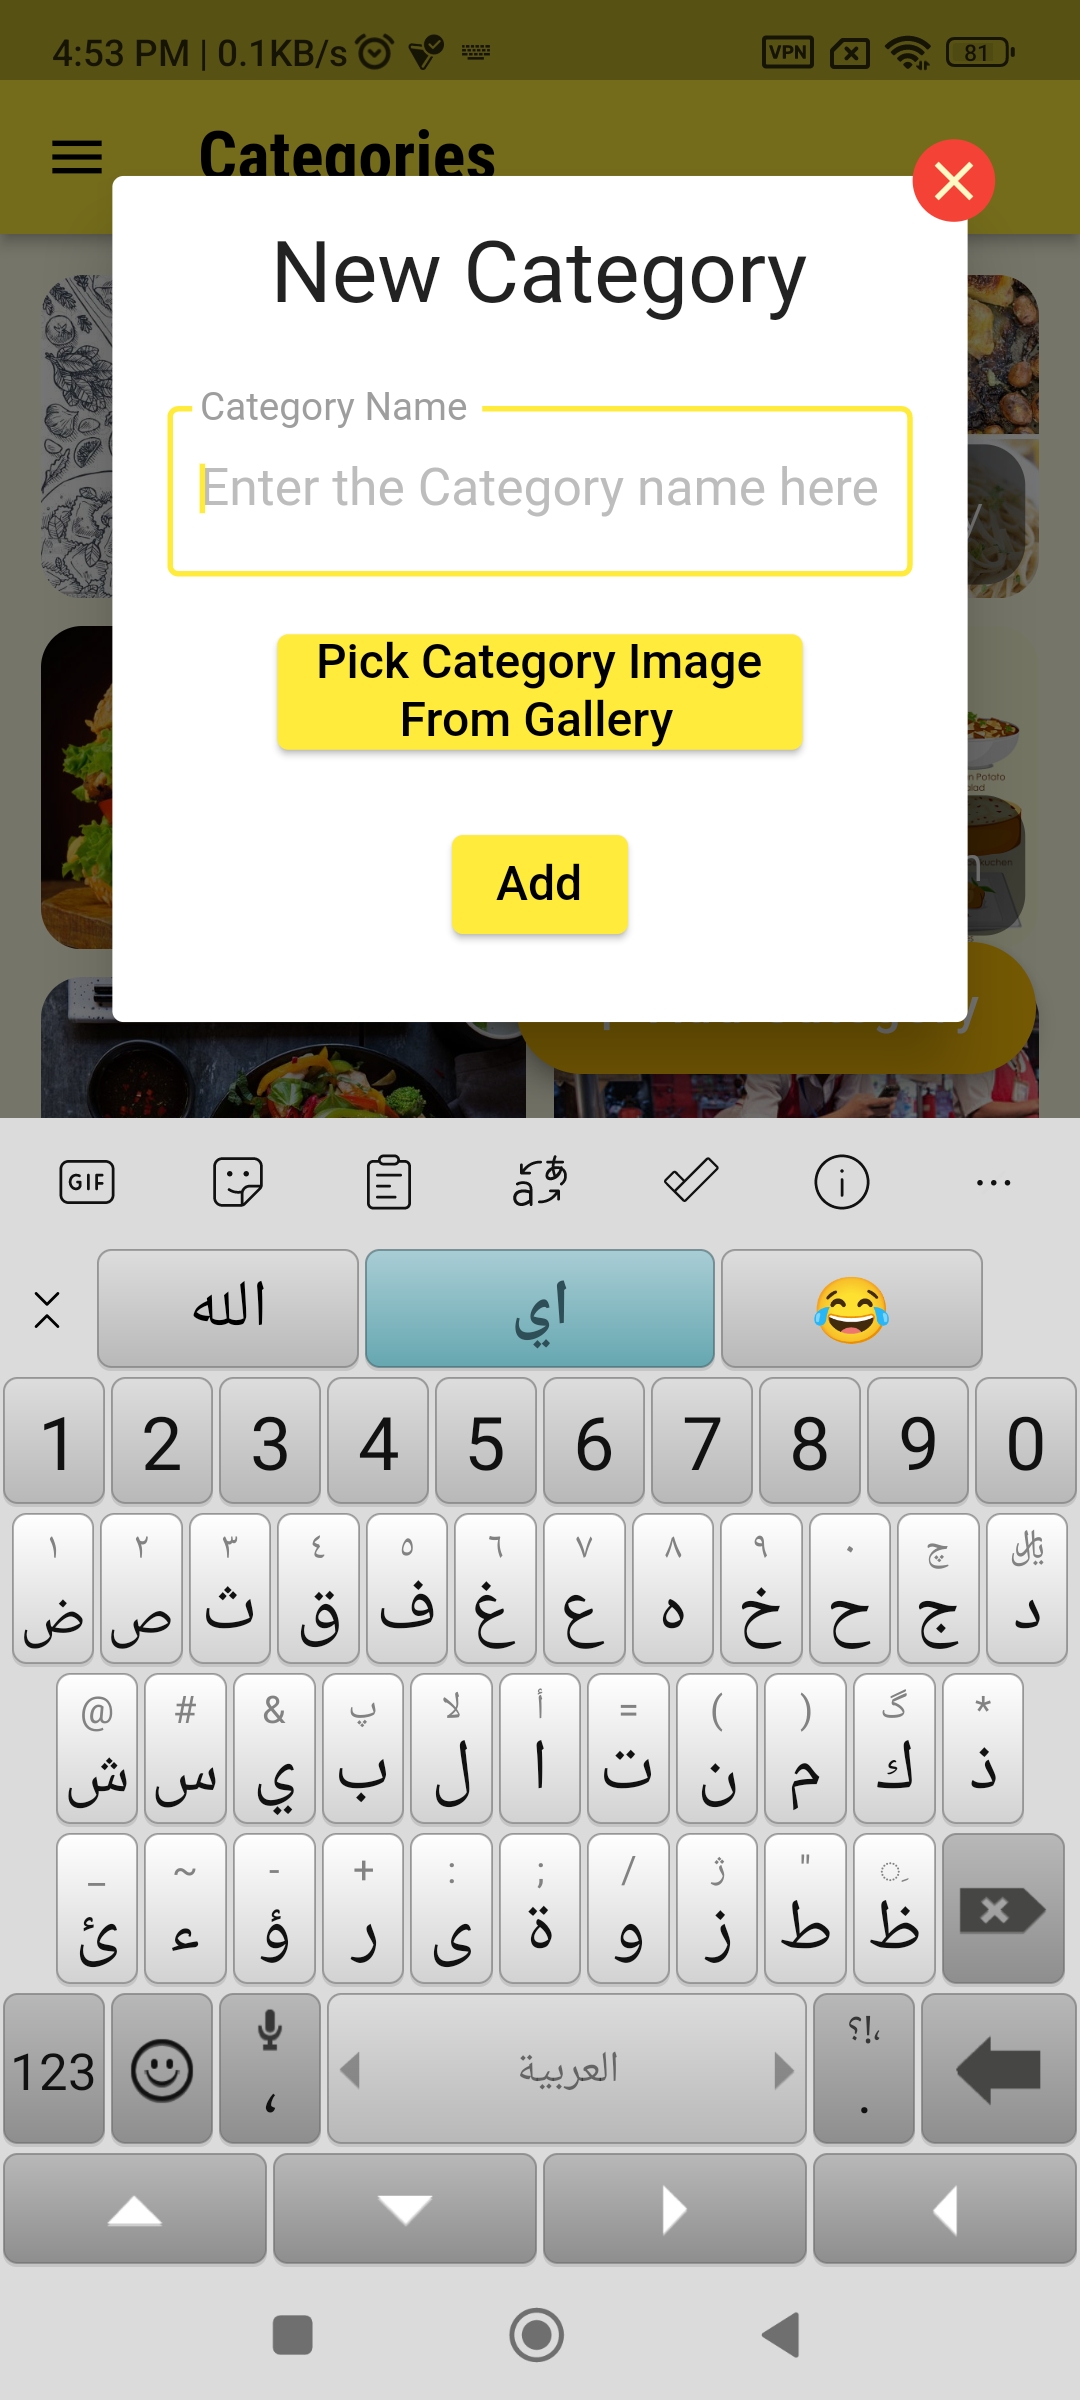 4:53 PM | 0.1KB/s VPN 81
Categories
New Category
Category Name
Enter the Category name here
Pick Category Image
From Gallery
Add
GIF
الله اي 😂
1 2 3 4 5 6 7 8 9 0
١ ٢ ٣ ٤ ٥ ٦ ٧ ٨ ٩ ٠ چ ﷼
ض ص ث ق ف غ ع ه خ ح ج د
@ # & پ لا أ = ( ) گ *
ش س ي ب ل ا ت ن م ك ذ
_ ~ - + : ; / ژ "
ئ ء ؤ ر ى ة و ز ط ظ
،!؟
123 ، العربية .